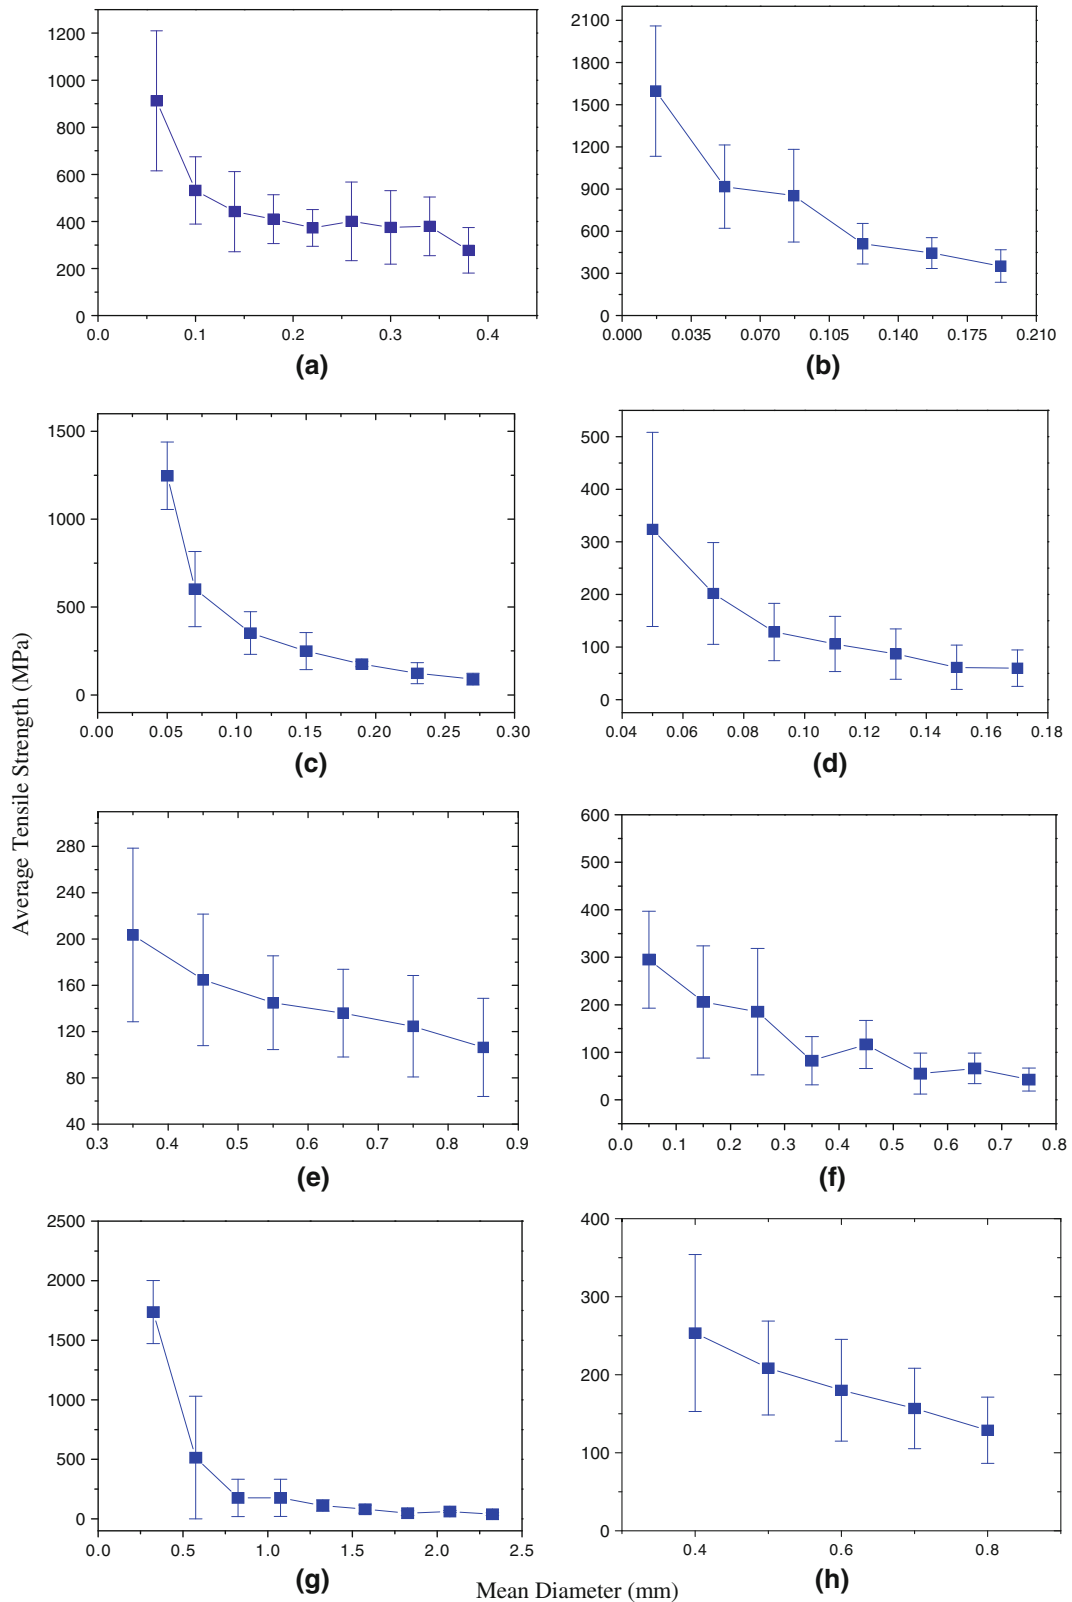 1200
1000
800
600
400
200
0
0.0 0.1 0.2 0.3 0.4
(a)
2100
1800
1500
1200
900
600
300
0
0.000 0.035 0.070 0.105 0.140 0.175 0.210
(b)
1500
1000
500
0
0.00 0.05 0.10 0.15 0.20 0.25 0.30
(c)
500
400
300
200
100
0
0.04 0.06 0.08 0.10 0.12 0.14 0.16 0.18
(d)
Average Tensile Strength (MPa)
280
240
200
160
120
80
40
0.3 0.4 0.5 0.6 0.7 0.8 0.9
(e)
600
500
400
300
200
100
0
0.0 0.1 0.2 0.3 0.4 0.5 0.6 0.7 0.8
(f)
2500
2000
1500
1000
500
0
0.0 0.5 1.0 1.5 2.0 2.5
(g)
400
300
200
100
0
0.4 0.6 0.8
(h)
Mean Diameter (mm)